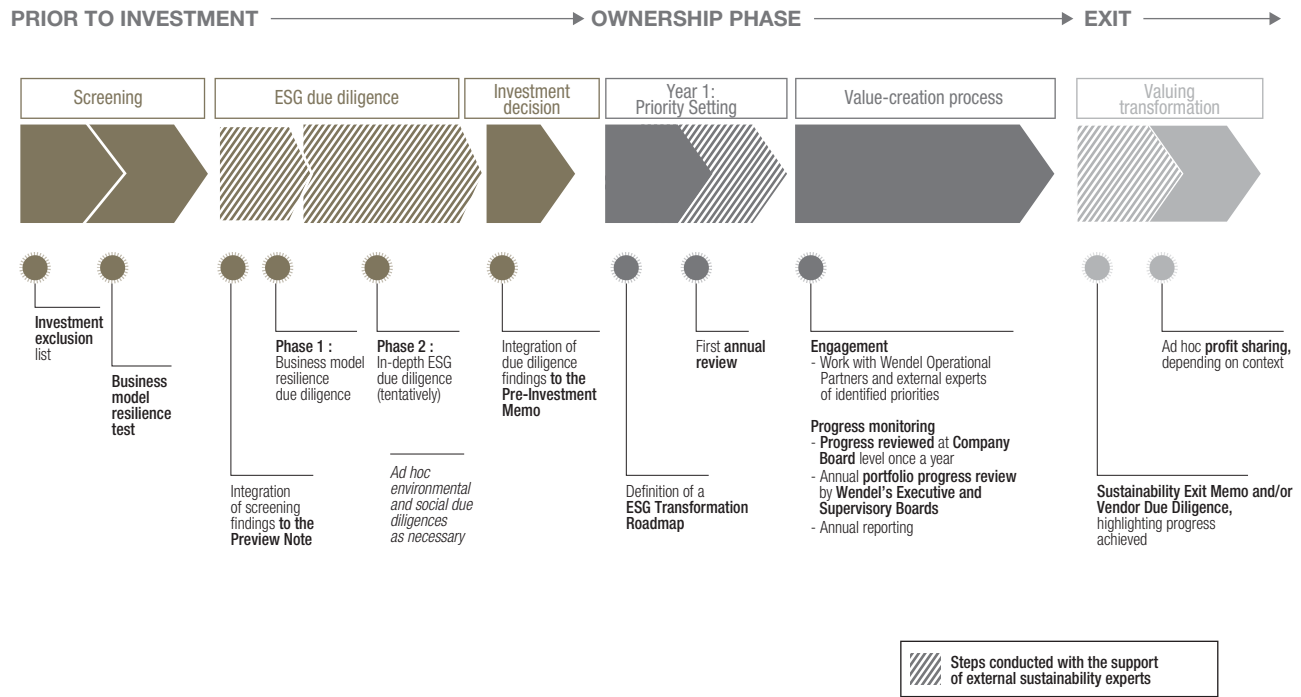 PRIOR TO INVESTMENT
OWNERSHIP PHASE
EXIT
Screening
ESG due diligence
Investment
decision
Year 1:
Priority Setting
Value-creation process
Valuing
transformation
Investment
exclusion
list
Business
model
resilience
test
Integration
of screening
findings to the
Preview Note
Phase 1 :
Business model
resilience
due diligence
Phase 2 :
In-depth ESG
due diligence
(tentatively)
Ad hoc
environmental
and social due
diligences
as necessary
Integration of
due diligence
findings to the
Pre-Investment
Memo
Definition of a
ESG Transformation
Roadmap
First annual
review
Engagement
- Work with Wendel Operational
Partners and external experts
of identified priorities
Progress monitoring
- Progress reviewed at Company
Board level once a year
- Annual portfolio progress review
by Wendel's Executive and
Supervisory Boards
- Annual reporting
Sustainability Exit Memo and/or
Vendor Due Diligence,
highlighting progress
achieved
Ad hoc profit sharing,
depending on context
Steps conducted with the support
of external sustainability experts